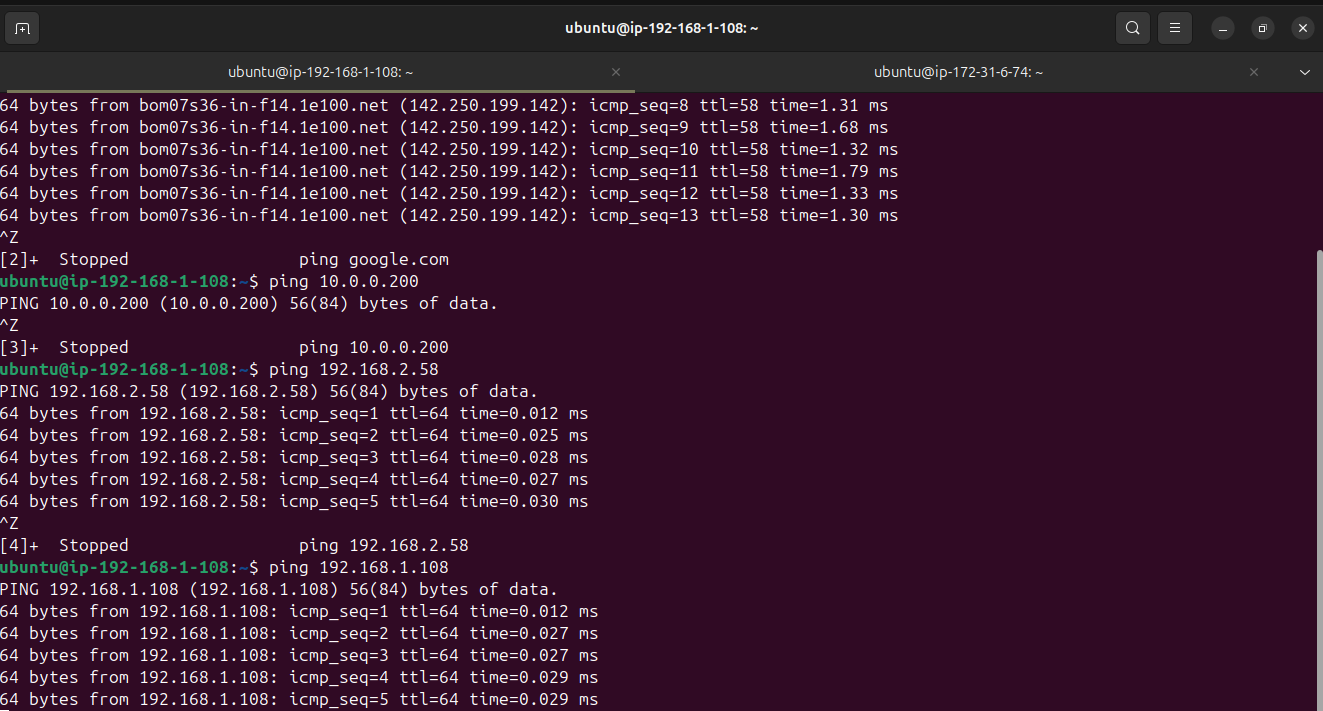 ubuntu@ip-192-168-1-108: ~
ubuntu@ip-192-168-1-108: ~
ubuntu@ip-172-31-6-74: ~
64 bytes from bom07s36-in-f14.1e100.net (142.250.199.142): icmp_seq=8 ttl=58 time=1.31 ms
64 bytes from bom07s36-in-f14.1e100.net (142.250.199.142): icmp_seq=9 ttl=58 time=1.68 ms
64 bytes from bom07s36-in-f14.1e100.net (142.250.199.142): icmp_seq=10 ttl=58 time=1.32 ms
64 bytes from bom07s36-in-f14.1e100.net (142.250.199.142): icmp_seq=11 ttl=58 time=1.79 ms
64 bytes from bom07s36-in-f14.1e100.net (142.250.199.142): icmp_seq=12 ttl=58 time=1.33 ms
64 bytes from bom07s36-in-f14.1e100.net (142.250.199.142): icmp_seq=13 ttl=58 time=1.30 ms
^Z
[2]+  Stopped                 ping google.com
ubuntu@ip-192-168-1-108:~$ ping 10.0.0.200
PING 10.0.0.200 (10.0.0.200) 56(84) bytes of data.
^Z
[3]+  Stopped                 ping 10.0.0.200
ubuntu@ip-192-168-1-108:~$ ping 192.168.2.58
PING 192.168.2.58 (192.168.2.58) 56(84) bytes of data.
64 bytes from 192.168.2.58: icmp_seq=1 ttl=64 time=0.012 ms
64 bytes from 192.168.2.58: icmp_seq=2 ttl=64 time=0.025 ms
64 bytes from 192.168.2.58: icmp_seq=3 ttl=64 time=0.028 ms
64 bytes from 192.168.2.58: icmp_seq=4 ttl=64 time=0.027 ms
64 bytes from 192.168.2.58: icmp_seq=5 ttl=64 time=0.030 ms
^Z
[4]+  Stopped                 ping 192.168.2.58
ubuntu@ip-192-168-1-108:~$ ping 192.168.1.108
PING 192.168.1.108 (192.168.1.108) 56(84) bytes of data.
64 bytes from 192.168.1.108: icmp_seq=1 ttl=64 time=0.012 ms
64 bytes from 192.168.1.108: icmp_seq=2 ttl=64 time=0.027 ms
64 bytes from 192.168.1.108: icmp_seq=3 ttl=64 time=0.027 ms
64 bytes from 192.168.1.108: icmp_seq=4 ttl=64 time=0.029 ms
64 bytes from 192.168.1.108: icmp_seq=5 ttl=64 time=0.029 ms